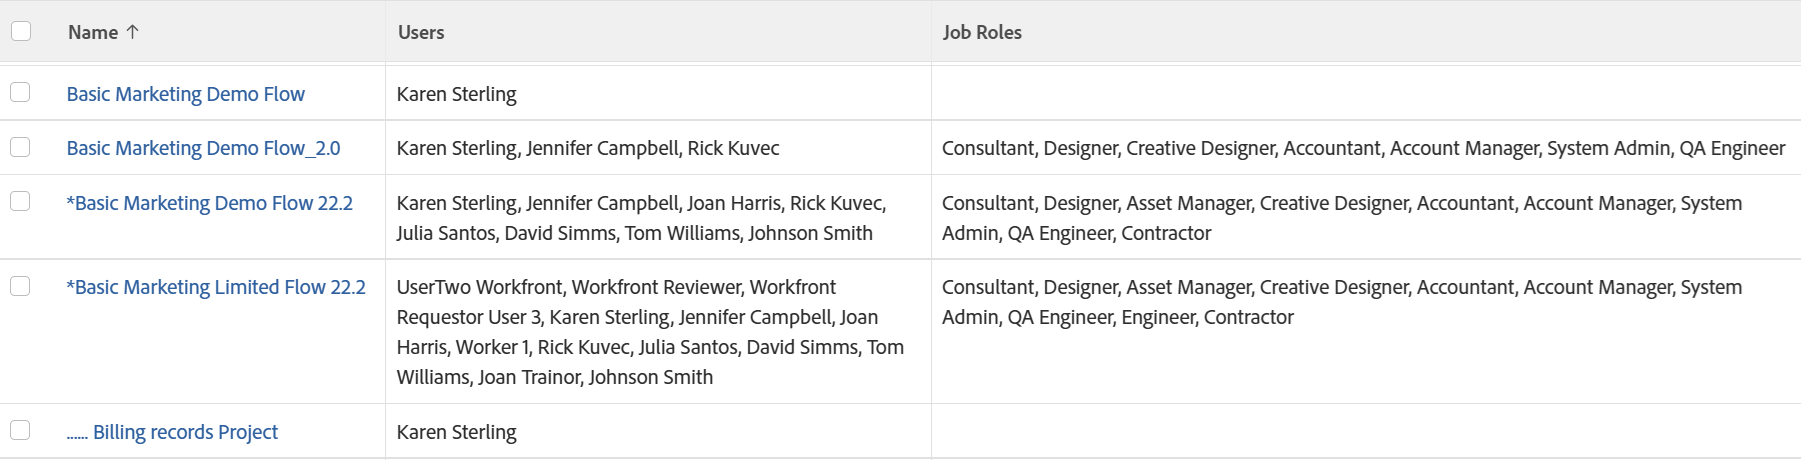 Name ↑ Users Job Roles
Basic Marketing Demo Flow Karen Sterling
Basic Marketing Demo Flow_2.0 Karen Sterling, Jennifer Campbell, Rick Kuvec Consultant, Designer, Creative Designer, Accountant, Account Manager, System Admin, QA Engineer
*Basic Marketing Demo Flow 22.2 Karen Sterling, Jennifer Campbell, Joan Harris, Rick Kuvec, Consultant, Designer, Asset Manager, Creative Designer, Accountant, Account Manager, System
Julia Santos, David Simms, Tom Williams, Johnson Smith Admin, QA Engineer, Contractor
*Basic Marketing Limited Flow 22.2 UserTwo Workfront, Workfront Reviewer, Workfront Consultant, Designer, Asset Manager, Creative Designer, Accountant, Account Manager, System
Requestor User 3, Karen Sterling, Jennifer Campbell, Joan Admin, QA Engineer, Engineer, Contractor
Harris, Worker 1, Rick Kuvec, Julia Santos, David Simms, Tom
Williams, Joan Trainor, Johnson Smith
...... Billing records Project Karen Sterling